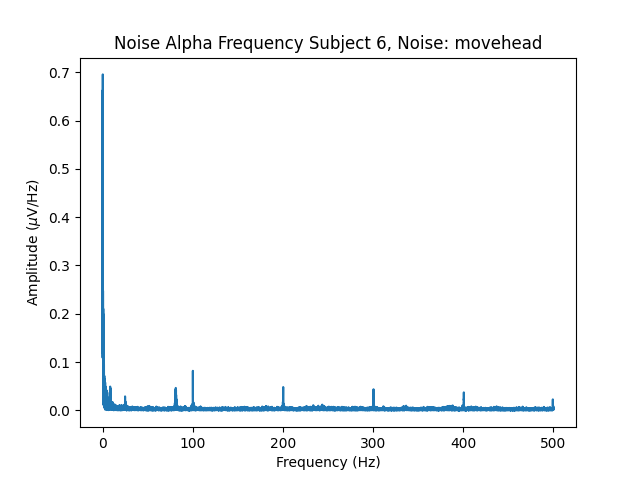 Noise Alpha Frequency Subject 6, Noise: movehead
0.7
0.6
0.5
0.4
0.3
0.2
0.1
0.0
Amplitude (μV/Hz)
0 100 200 300 400 500
Frequency (Hz)